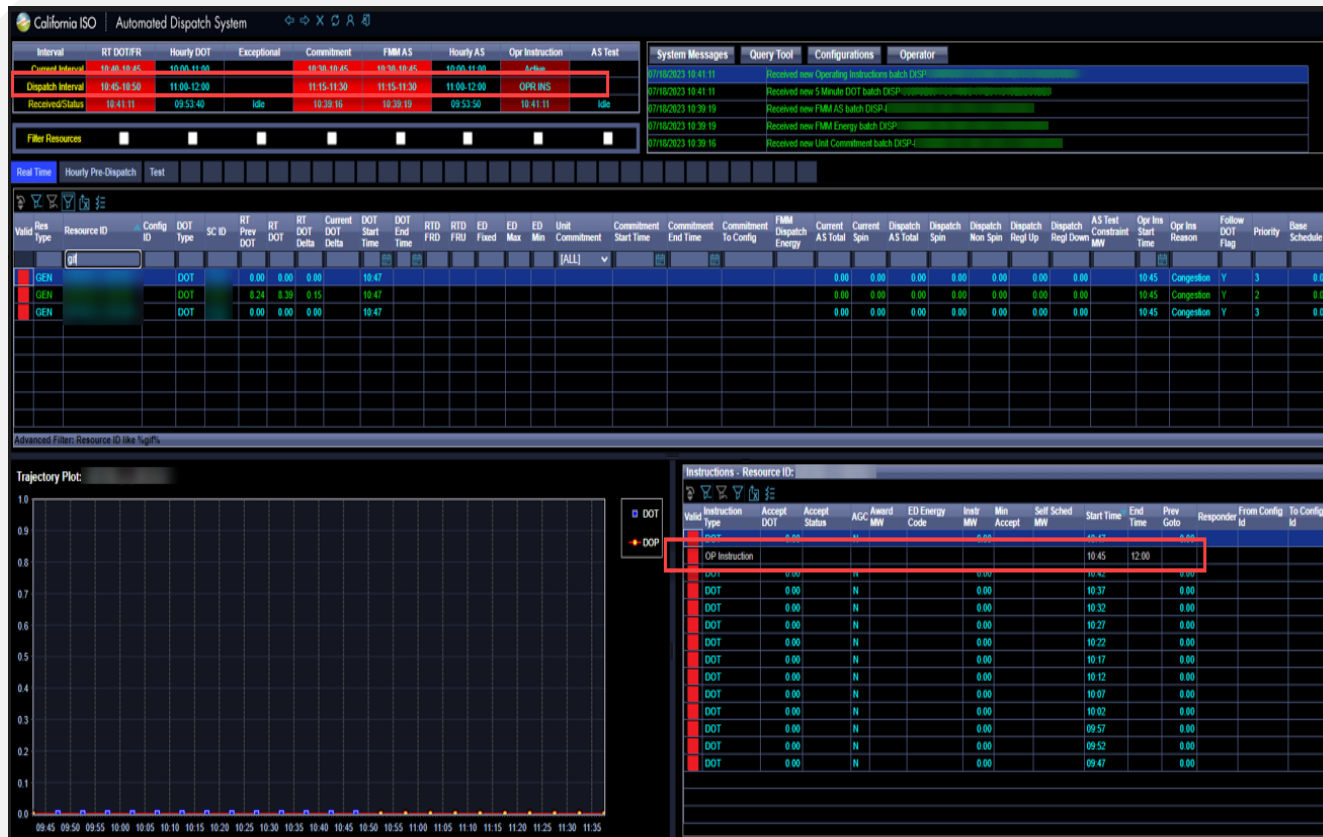 California ISO | Automated Dispatch System
Interval RT DOT/FR Hourly DOT Exceptional Commitment FMM AS Hourly AS Opr Instruction AS Test
Current Interval 10:40-10:45 10:00-11:00 10:30-10:45 10:30-10:45 10:00-11:00 Active
Dispatch Interval 10:45-10:50 11:00-12:00 11:15-11:30 11:15-11:30 11:00-12:00 OPR INS
Received/Status 10:41:11 09:53:40 Idle 10:39:16 10:39:19 09:53:50 10:41:11 Idle
Filter Resources
System Messages Query Tool Configurations Operator
07/18/2023 10:41:11 Received new Operating Instructions batch DISP
07/18/2023 10:41:11 Received new 5 Minute DOT batch DISP
07/18/2023 10:39:19 Received new FMM AS batch DISP-
07/18/2023 10:39:19 Received new FMM Energy batch DISP
07/18/2023 10:39:16 Received new Unit Commitment batch DISP-
Real Time Hourly Pre-Dispatch Test
Valid Res Type Resource ID Config ID DOT Type SC ID RT Prev DOT RT DOT RT DOT Delta Current DOT Delta DOT Start Time DOT End Time RTD FRD RTD FRU ED Fixed ED Max ED Min Unit Commitment Commitment Start Time Commitment End Time Commitment To Config FMM Dispatch Energy Current AS Total Current Spin Dispatch AS Total Dispatch Spin Dispatch Non Spin Dispatch Regl Up Dispatch Regl Down AS Test Constraint MW Opr Ins Start Time Opr Ins Reason Follow DOT Flag Priority Base Schedule
gif [ALL]
GEN DOT 0.00 0.00 0.00 10:47 0.00 0.00 0.00 0.00 0.00 0.00 0.00 10:45 Congestion Y 3 0.0
GEN DOT 8.24 8.39 0.15 10:47 0.00 0.00 0.00 0.00 0.00 0.00 0.00 10:45 Congestion Y 2 0.0
GEN DOT 0.00 0.00 0.00 10:47 0.00 0.00 0.00 0.00 0.00 0.00 0.00 10:45 Congestion Y 3 0.0
Advanced Filter: Resource ID like %gif%
Trajectory Plot:
1.0
0.9
0.8
0.7
0.6
0.5
0.4
0.3
0.2
0.1
0.0
09:45 09:50 09:55 10:00 10:05 10:10 10:15 10:20 10:25 10:30 10:35 10:40 10:45 10:50 10:55 11:00 11:05 11:10 11:15 11:20 11:25 11:30 11:35
DOT
DOP
Instructions - Resource ID:
Valid Instruction Type Accept DOT Accept Status AGC Award MW ED Energy Code Instr MW Min Accept Self Sched MW Start Time End Time Prev Goto Responder From Config Id To Config Id
DOT 0.00 N 0.00 10:47 0.00
OP Instruction 10:45 12:00
DOT 0.00 N 0.00 10:42 0.00
DOT 0.00 N 0.00 10:37 0.00
DOT 0.00 N 0.00 10:32 0.00
DOT 0.00 N 0.00 10:27 0.00
DOT 0.00 N 0.00 10:22 0.00
DOT 0.00 N 0.00 10:17 0.00
DOT 0.00 N 0.00 10:12 0.00
DOT 0.00 N 0.00 10:07 0.00
DOT 0.00 N 0.00 10:02 0.00
DOT 0.00 N 0.00 09:57 0.00
DOT 0.00 N 0.00 09:52 0.00
DOT 0.00 N 0.00 09:47 0.00